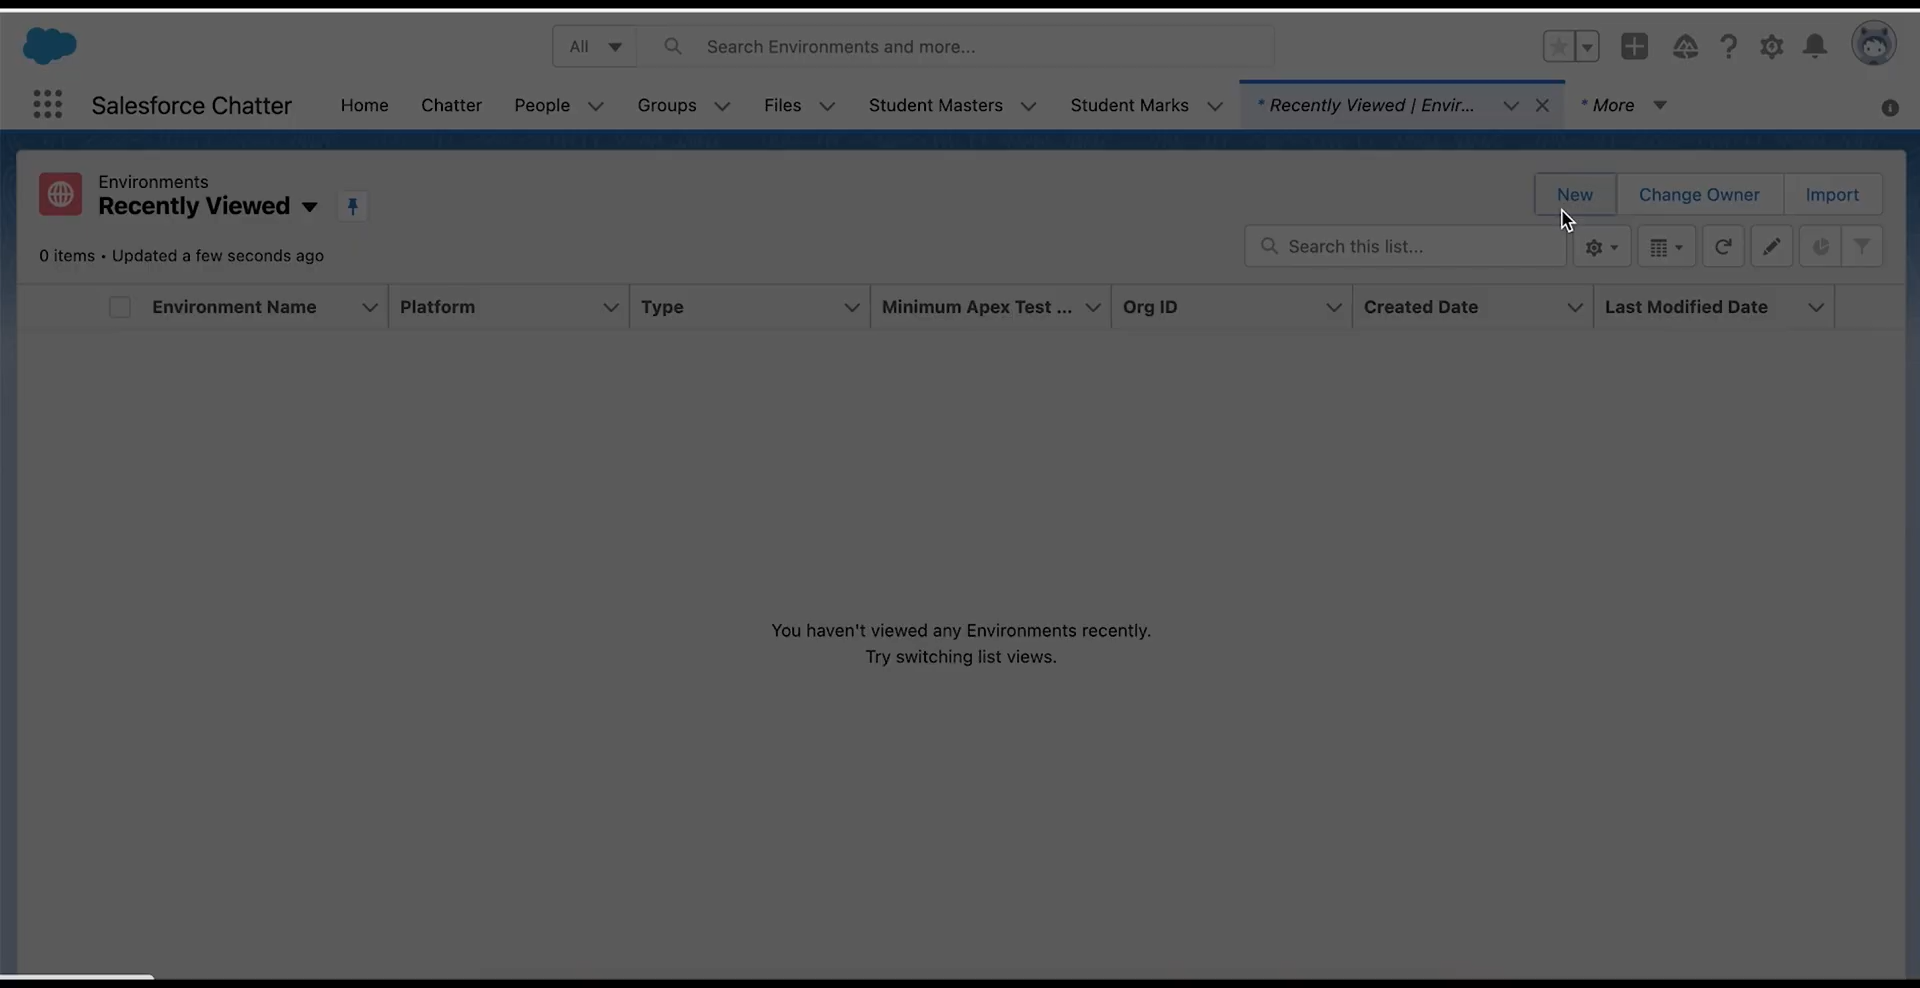 All
Search Environments and more...
Salesforce Chatter Home Chatter People Groups Files Student Masters Student Marks * Recently Viewed | Envir... * More
Environments
Recently Viewed
New Change Owner Import
0 items • Updated a few seconds ago
Search this list...
Environment Name Platform Type Minimum Apex Test ... Org ID Created Date Last Modified Date
You haven't viewed any Environments recently.
Try switching list views.